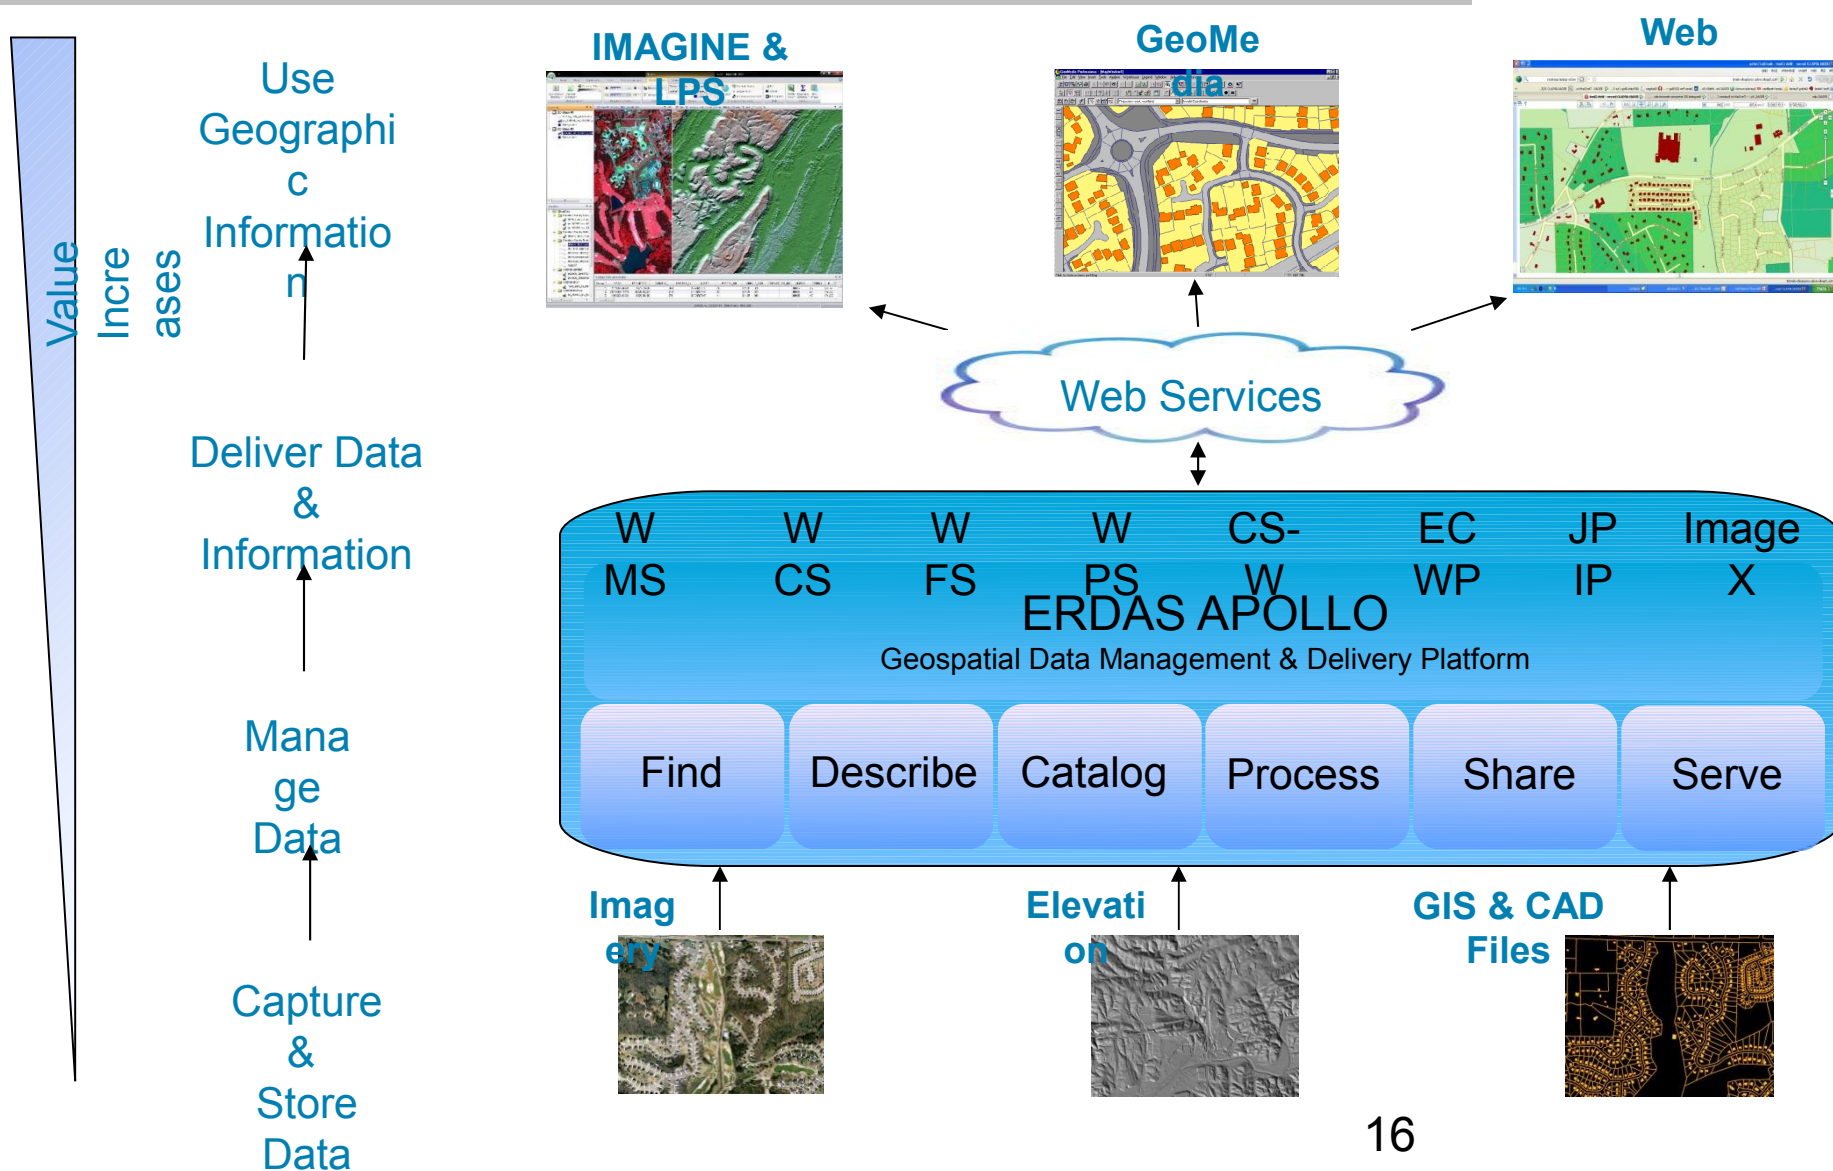 IMAGINE &
LPS
GeoMe
dia
Web
Use
Geographi
c
Informatio
n
Value
Incre
ases
Web Services
Deliver Data
&
Information
W
MS
W
CS
W
FS
W
PS
CS-
W
EC
WP
JP
IP
Image
X
ERDAS APOLLO
Geospatial Data Management & Delivery Platform
Mana
ge
Data
Find
Describe
Catalog
Process
Share
Serve
Imag
ery
Elevati
on
GIS & CAD
Files
Capture
&
Store
Data
16